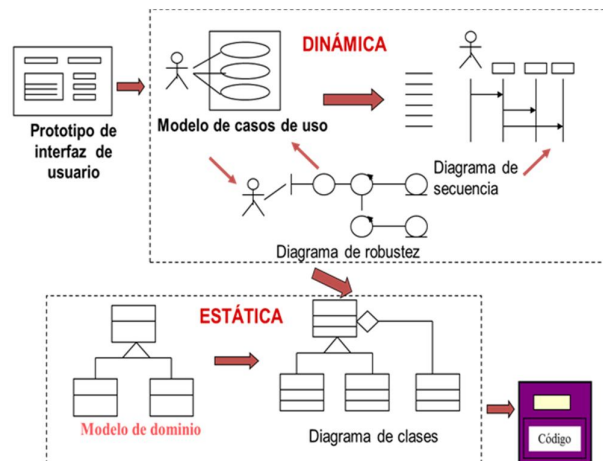 DINÁMICA
Prototipo de
interfaz de
usuario
Modelo de casos de uso
Diagrama de
secuencia
Diagrama de robustez
ESTÁTICA
Modelo de dominio
Diagrama de clases
Código